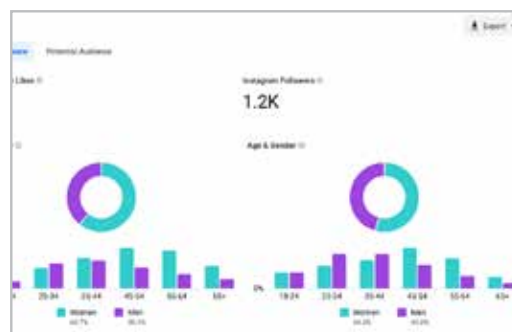 Export
Potential Audience
Likes
Instagram Followers
1.2K
Age & Gender
0%
25-34 35-44 45-54 55-64 65+
18-24 25-34 35-44 45-54 55-64 65+
Women Men
Women Men